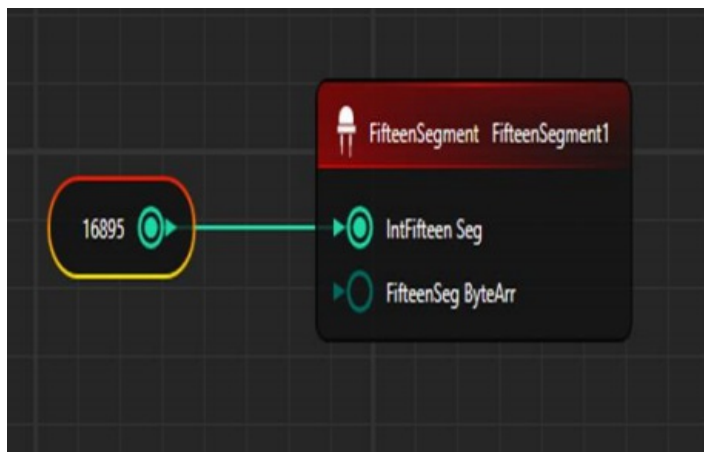 FifteenSegment FifteenSegment1
16895
IntFifteen Seg
FifteenSeg ByteArr